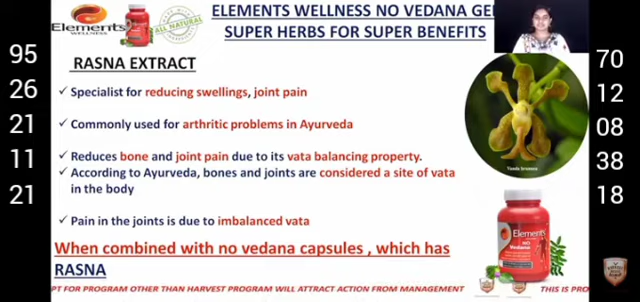 Elements
WELLNESS
ALL NATURAL
ELEMENTS WELLNESS NO VEDANA GEL
SUPER HERBS FOR SUPER BENEFITS
RASNA EXTRACT
95
26
21
11
21
✓ Specialist for reducing swellings, joint pain
✓ Commonly used for arthritic problems in Ayurveda
✓ Reduces bone and joint pain due to its vata balancing property.
✓ According to Ayurveda, bones and joints are considered a site of vata
in the body
✓ Pain in the joints is due to imbalanced vata
When combined with no vedana capsules , which has
RASNA
70
12
08
38
18
Elements
NO
Vedana
PT FOR PROGRAM OTHER THAN HARVEST PROGRAM WILL ATTRACT ACTION FROM MANAGEMENT
THIS IS PRO